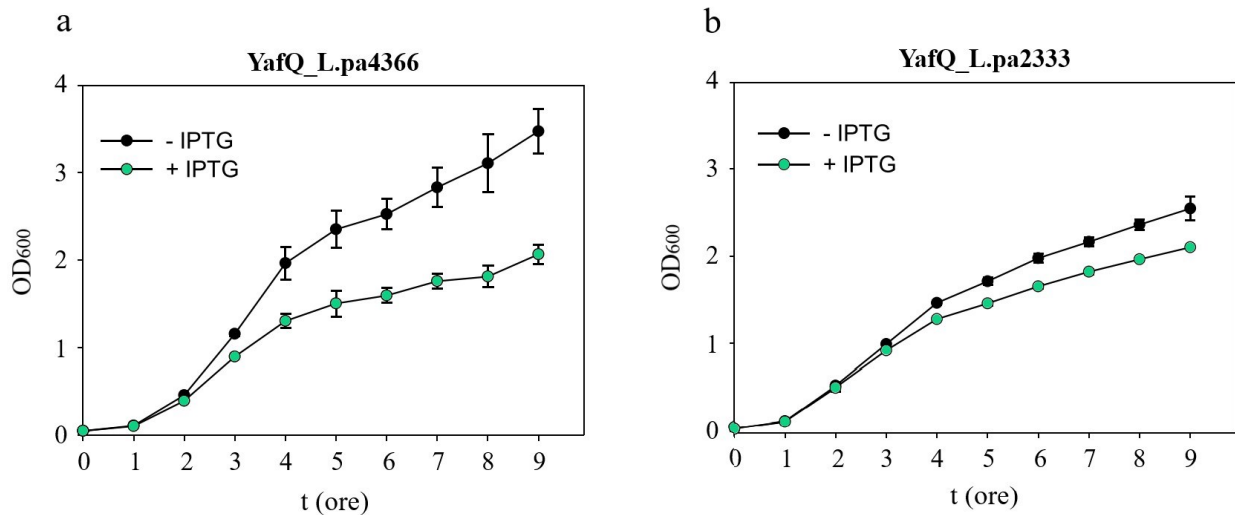 a
YafQ_L.pa4366
4
3
2
1
0
OD600
- IPTG
+ IPTG
0 1 2 3 4 5 6 7 8 9
t (ore)
b
YafQ_L.pa2333
4
3
2
1
0
OD600
- IPTG
+ IPTG
0 1 2 3 4 5 6 7 8 9
t (ore)